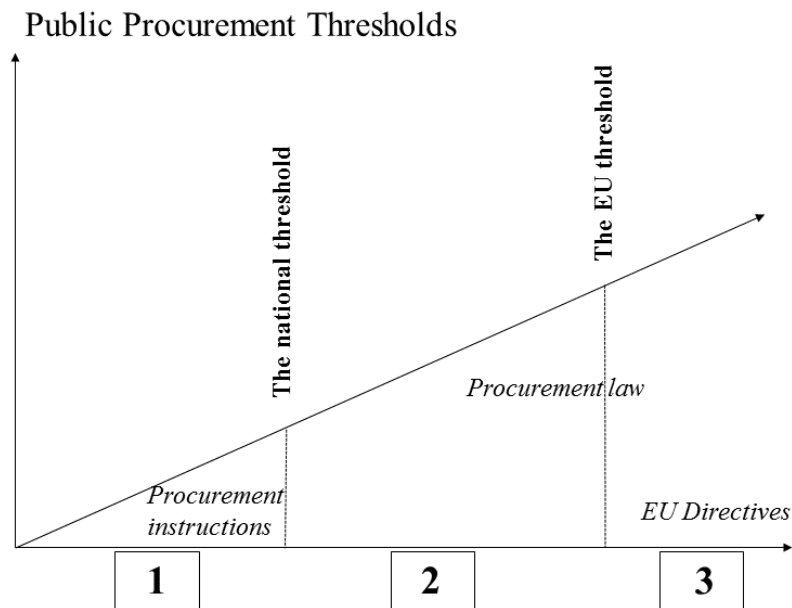 Public Procurement Thresholds
The national threshold
The EU threshold
Procurement law
Procurement
instructions
EU Directives
1
2
3